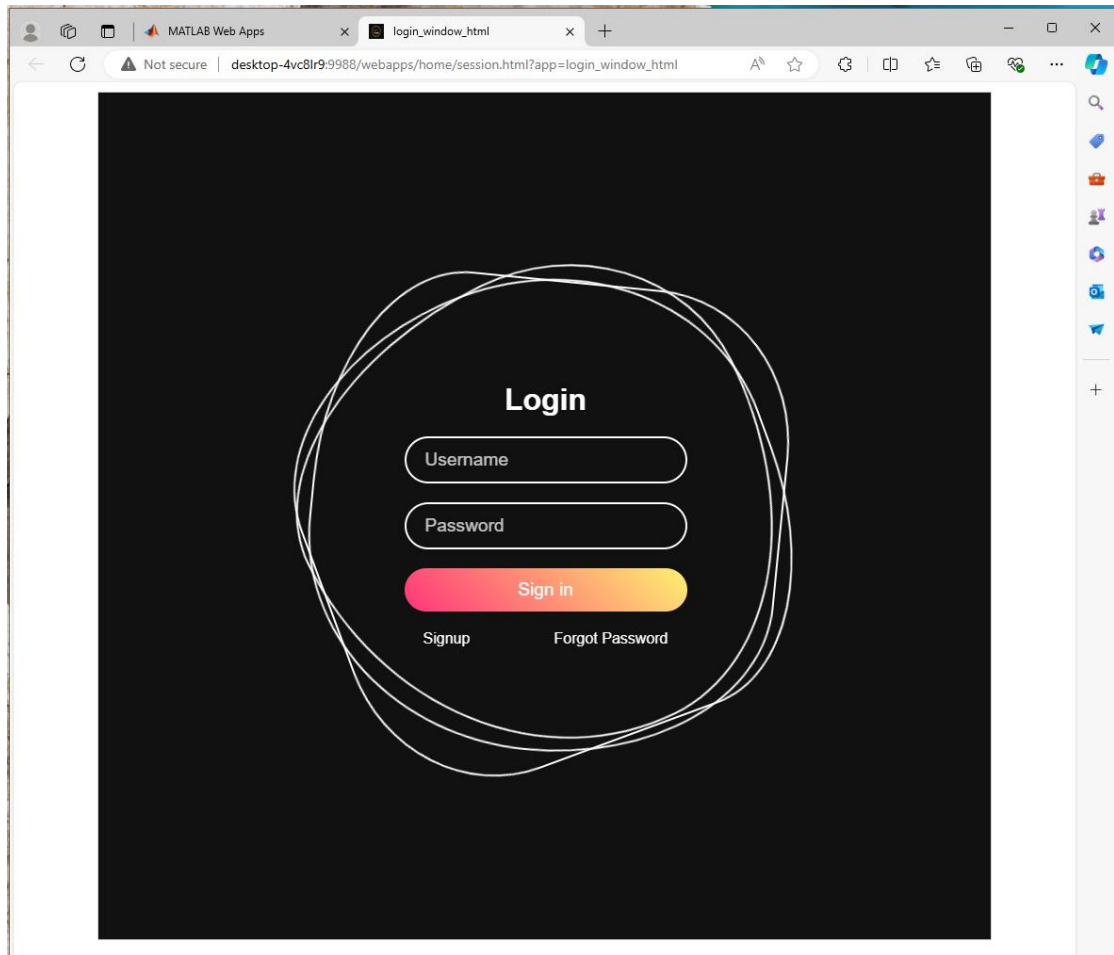 MATLAB Web Apps
login_window_html
Not secure
desktop-4vc8lr9:9988/webapps/home/session.html?app=login_window_html
Login
Username
Password
Sign in
Signup
Forgot Password